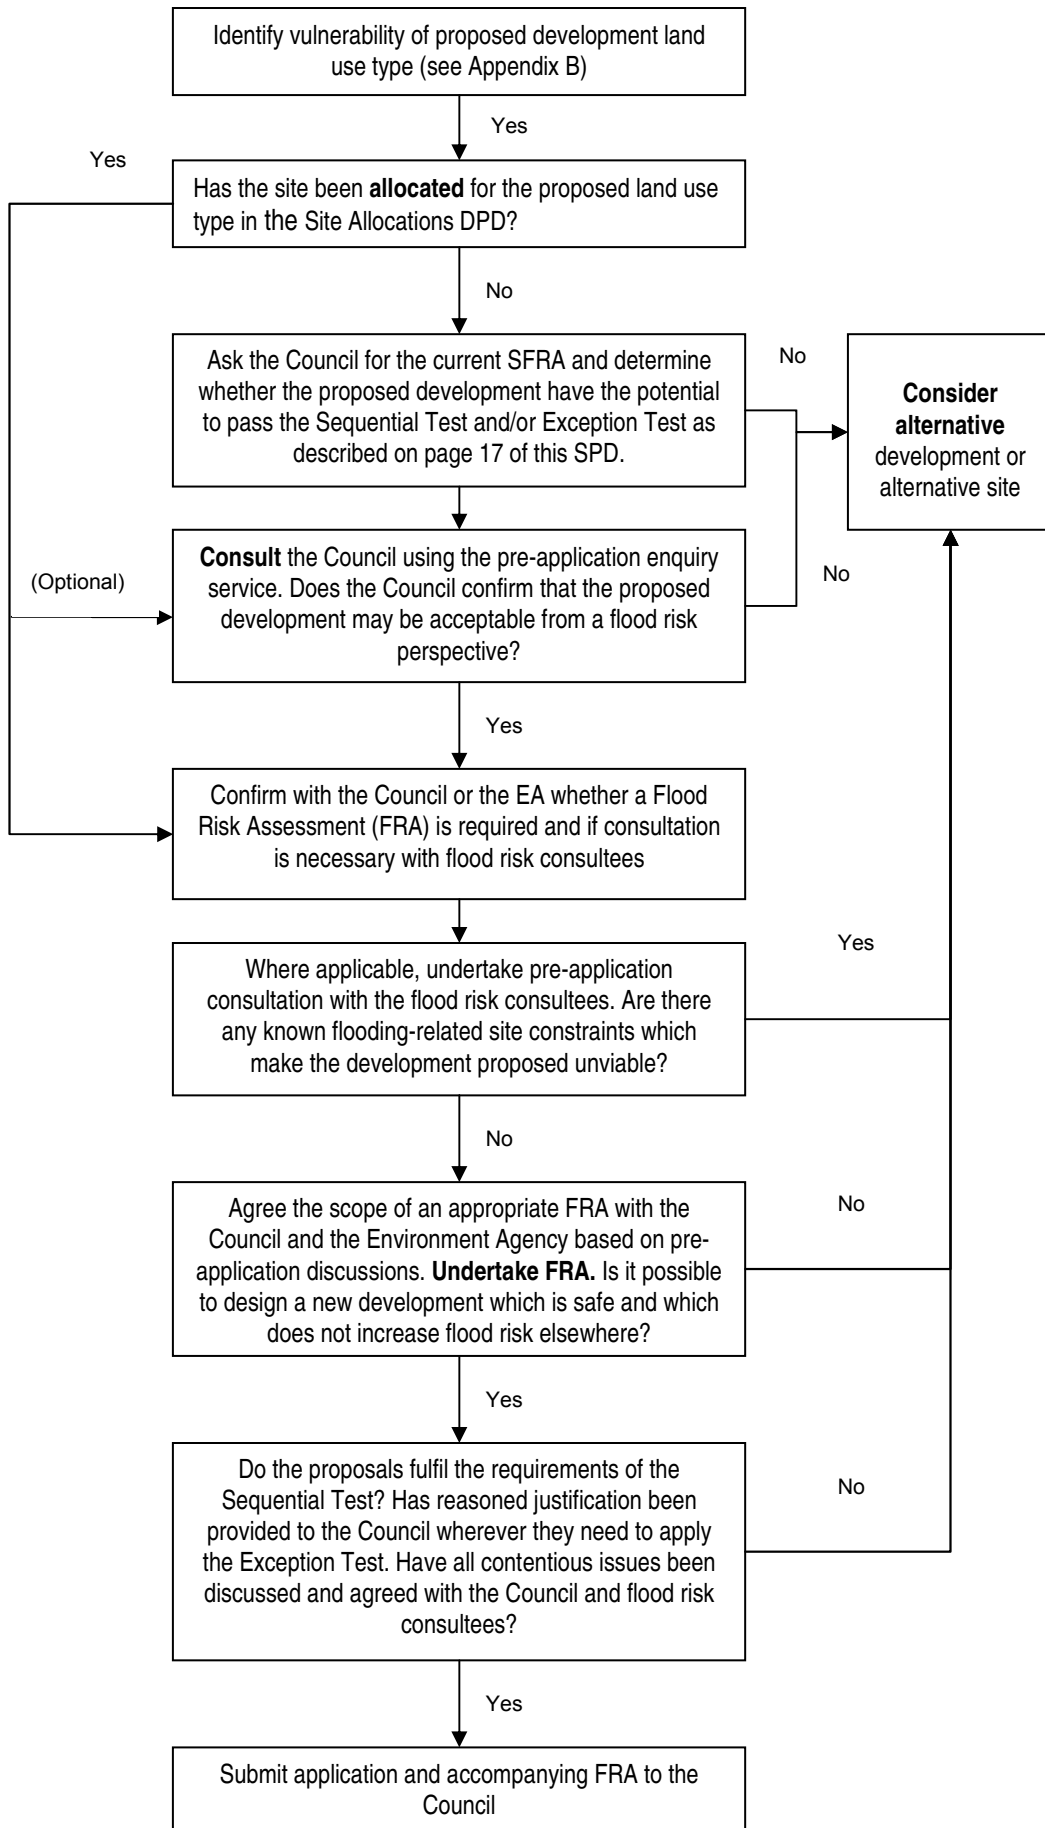 Identify vulnerability of proposed development land
use type (see Appendix B)
Yes
Yes
Has the site been allocated for the proposed land use
type in the Site Allocations DPD?
No
Ask the Council for the current SFRA and determine
whether the proposed development have the potential
to pass the Sequential Test and/or Exception Test as
described on page 17 of this SPD.
No
Consider
alternative
development or
alternative site
Consult the Council using the pre-application enquiry
service. Does the Council confirm that the proposed
development may be acceptable from a flood risk
perspective?
(Optional)
No
Yes
Confirm with the Council or the EA whether a Flood
Risk Assessment (FRA) is required and if consultation
is necessary with flood risk consultees
Where applicable, undertake pre-application
consultation with the flood risk consultees. Are there
any known flooding-related site constraints which
make the development proposed unviable?
Yes
No
Agree the scope of an appropriate FRA with the
Council and the Environment Agency based on pre-
application discussions. Undertake FRA. Is it possible
to design a new development which is safe and which
does not increase flood risk elsewhere?
No
Yes
Do the proposals fulfil the requirements of the
Sequential Test? Has reasoned justification been
provided to the Council wherever they need to apply
the Exception Test. Have all contentious issues been
discussed and agreed with the Council and flood risk
consultees?
No
Yes
Submit application and accompanying FRA to the
Council